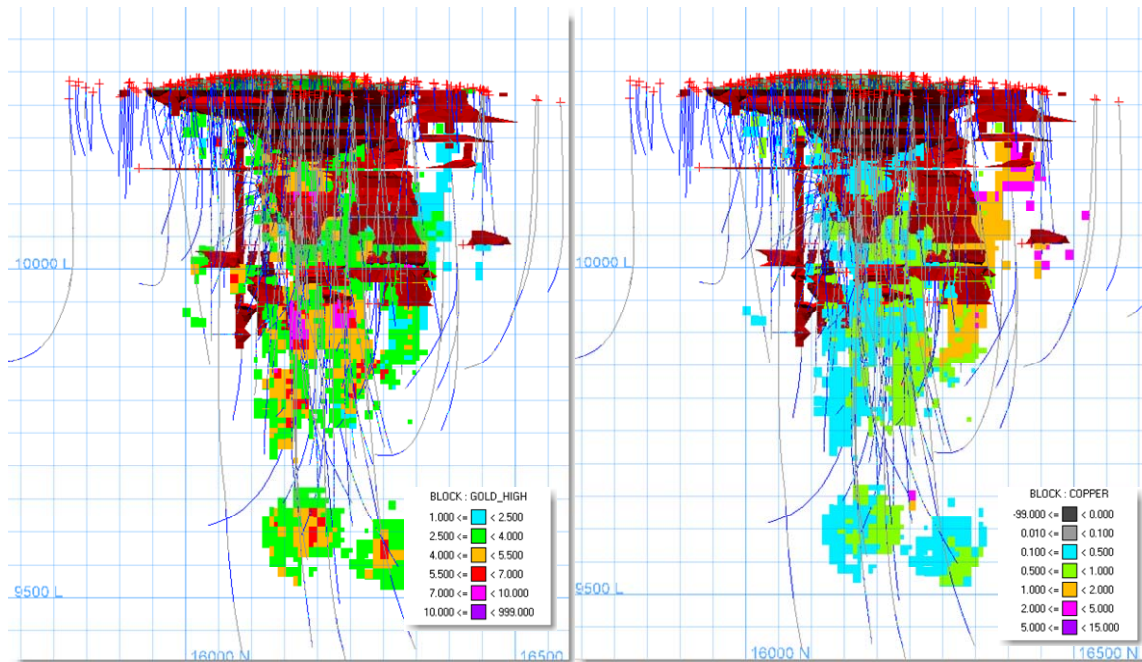 10000 L
9500 L
16000 N
16500
BLOCK : GOLD_HIGH
1.000 <= < 2.500
2.500 <= < 4.000
4.000 <= < 5.500
5.500 <= < 7.000
7.000 <= < 10.000
10.000 <= < 999.000
10000 L
9500 L
16000 N
16500 N
BLOCK : COPPER
-99.000 <= < 0.000
0.010 <= < 0.100
0.100 <= < 0.500
0.500 <= < 1.000
1.000 <= < 2.000
2.000 <= < 5.000
5.000 <= < 15.000